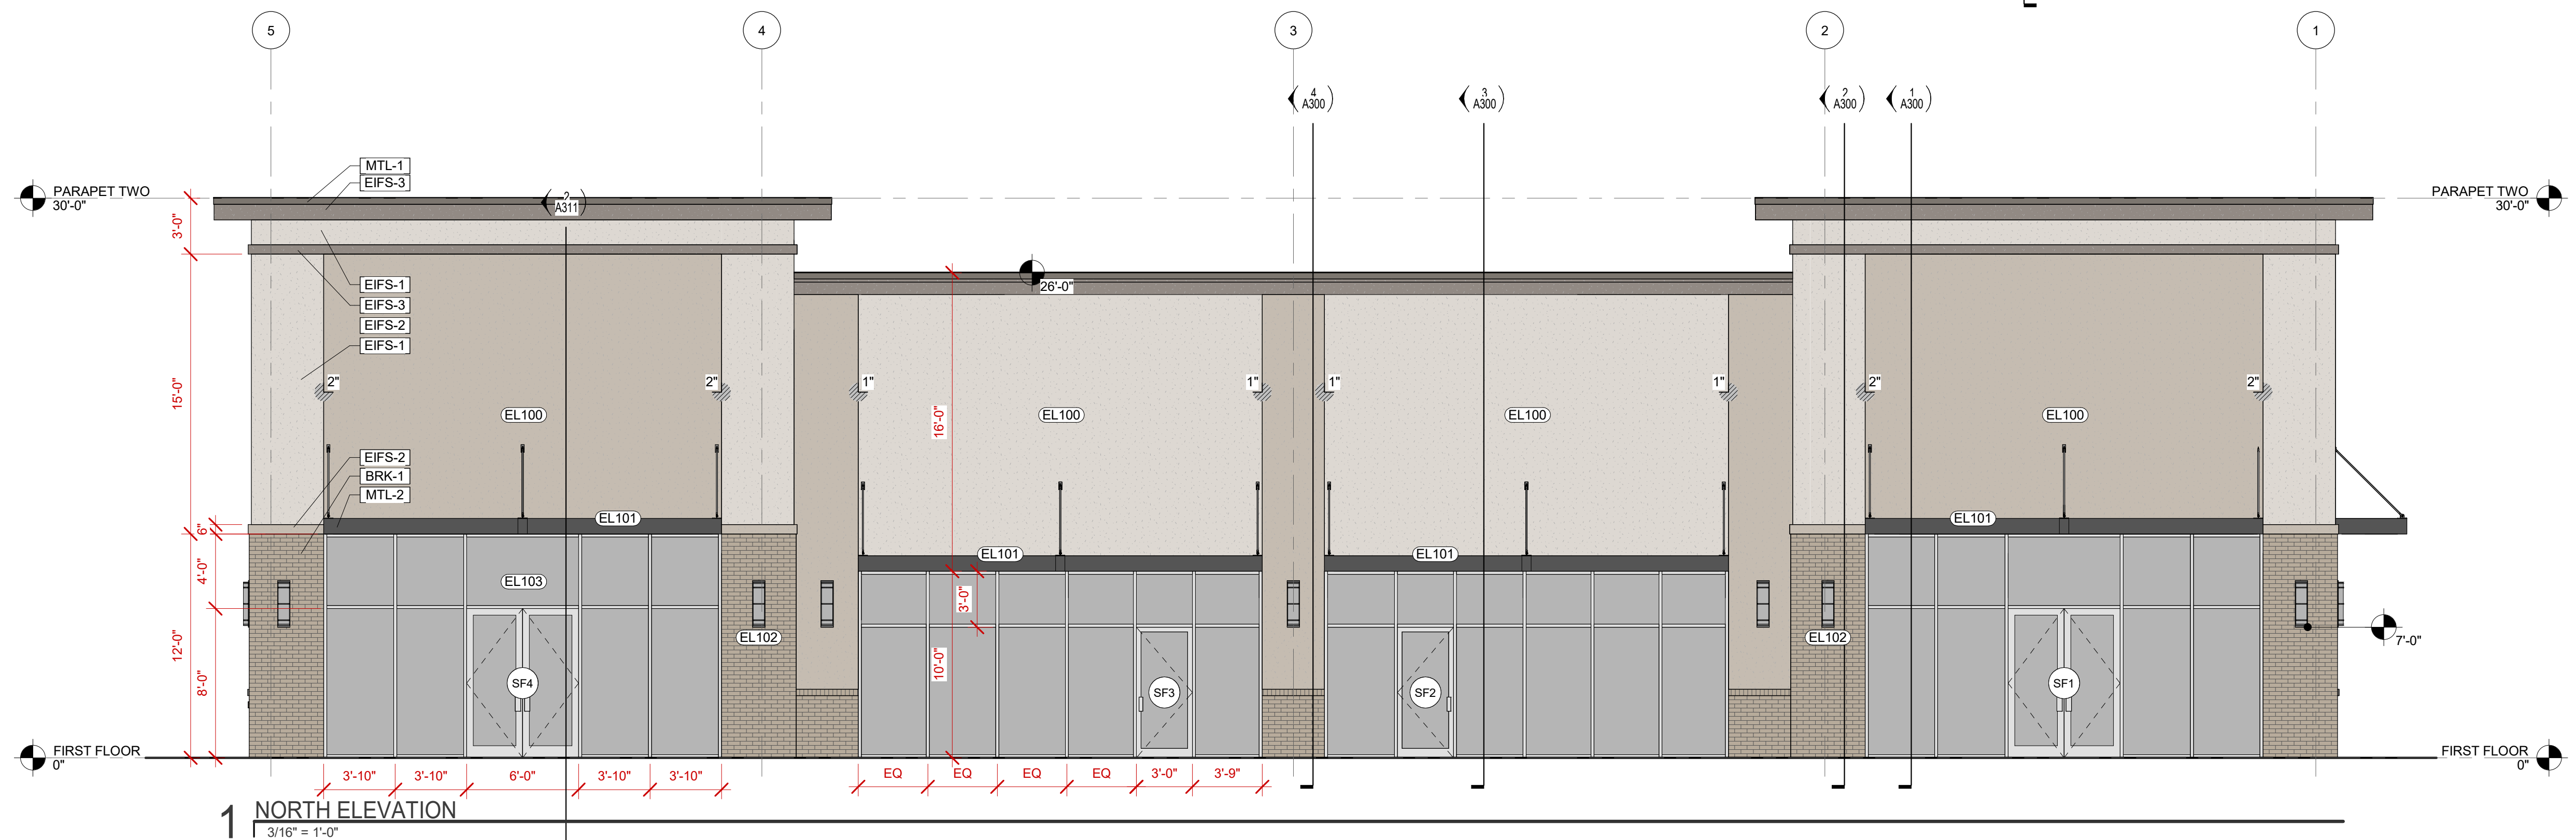 5
4
3
2
1
4
A300
3
A300
2
A300
1
A300
MTL-1
EIFS-3
PARAPET TWO
30'-0"
2
A311
PARAPET TWO
30'-0"
3'-0"
EIFS-1
EIFS-3
EIFS-2
EIFS-1
26'-0"
15'-0"
2"
2"
1"
1"
1"
1"
2"
2"
EL100
EL100
EL100
EL100
16'-0"
EIFS-2
BRK-1
MTL-2
6"
EL101
EL101
EL101
EL101
4'-0"
EL103
3'-0"
12'-0"
8'-0"
10'-0"
EL102
EL102
7'-0"
SF4
SF3
SF2
SF1
FIRST FLOOR
0"
FIRST FLOOR
0"
3'-10"
3'-10"
6'-0"
3'-10"
3'-10"
EQ
EQ
EQ
EQ
3'-0"
3'-9"
1
NORTH ELEVATION
3/16" = 1'-0"